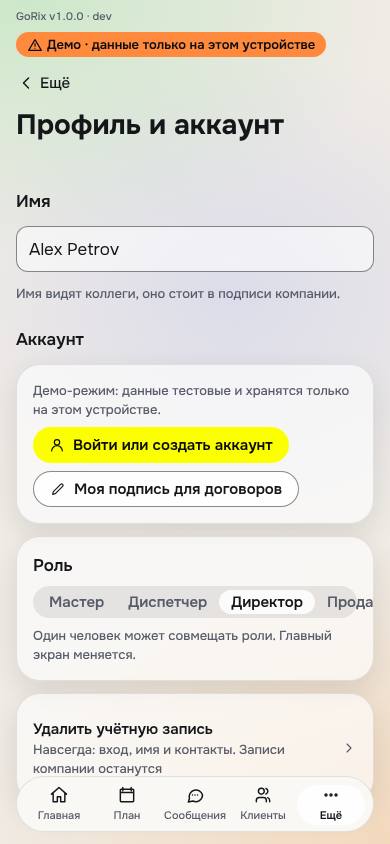 GoRix v1.0.0 · dev
Демо · данные только на этом устройстве
Ещё
Профиль и аккаунт
Имя
Alex Petrov
Имя видят коллеги, оно стоит в подписи компании.
Аккаунт
Демо-режим: данные тестовые и хранятся только
на этом устройстве.
Войти или создать аккаунт
Моя подпись для договоров
Роль
Мастер Диспетчер Директор Прода
Один человек может совмещать роли. Главный
экран меняется.
Удалить учётную запись
Навсегда: вход, имя и контакты. Записи
компании останутся
Главная План Сообщения Клиенты Ещё